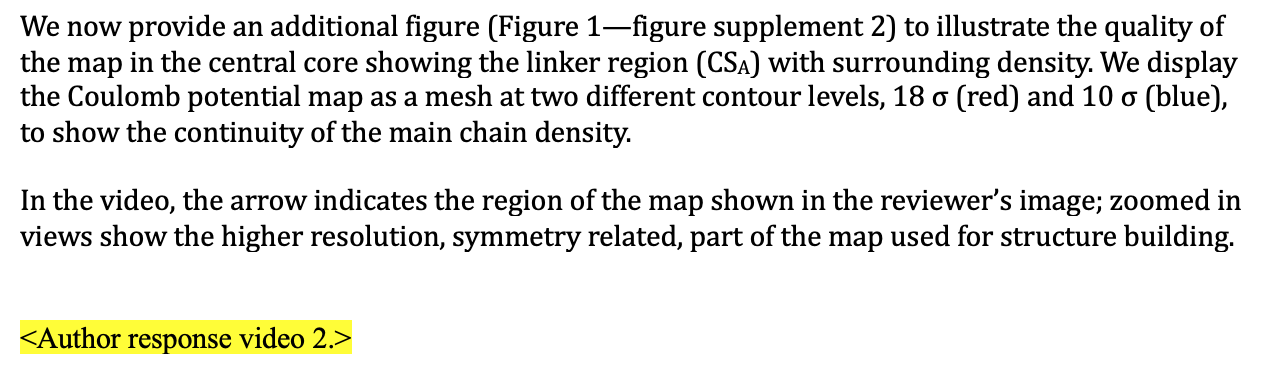 We now provide an additional figure (Figure 1—figure supplement 2) to illustrate the quality of
the map in the central core showing the linker region (CSA) with surrounding density. We display
the Coulomb potential map as a mesh at two different contour levels, 18 σ (red) and 10 σ (blue),
to show the continuity of the main chain density.
In the video, the arrow indicates the region of the map shown in the reviewer’s image; zoomed in
views show the higher resolution, symmetry related, part of the map used for structure building.
<Author response video 2.>